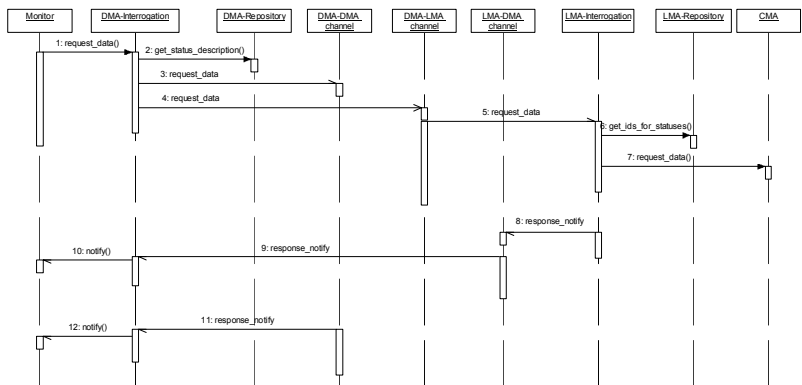 Monitor
DMA-Interrogation
DMA-Repository
DMA-DMA
channel
DMA-LMA
channel
LMA-DMA
channel
LMA-Interrogation
LMA-Repository
CMA
1: request_data()
2: get_status_description()
3: request_data
4: request_data
5: request_data
6: get_ids_for_statuses()
7: request_data()
8: response_notify
9: response_notify
10: notify()
11: response_notify
12: notify()